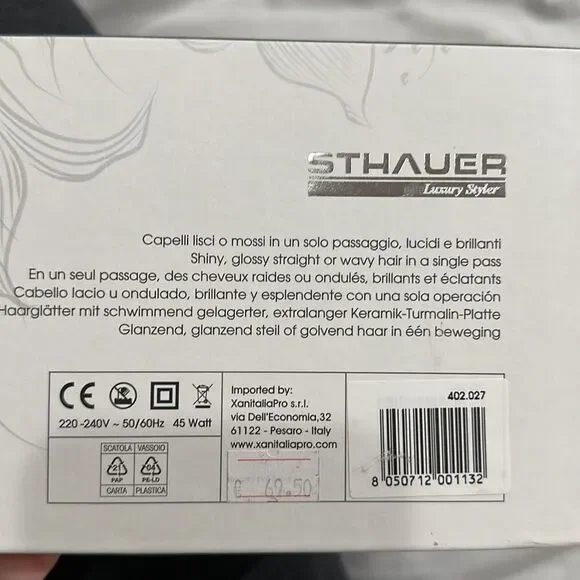 STHAUER
Luxury Styler
Capelli lisci o mossi in un solo passaggio, lucidi e brillanti
Shiny, glossy straight or wavy hair in a single pass
En un seul passage, des cheveux raides ou ondulés, brillants et éclatants
Cabello lacio u ondulado, brillante y esplendente con una sola operación
Haarglätter mit schwimmend gelagerter, extralanger Keramik-Turmalin-Platte
Glanzend, glanzend steil of golvend haar in één beweging
CE
220 -240V ~ 50/60Hz 45 Watt
SCATOLA VASSOIO
21 04
PAP PE-LD
CARTA PLASTICA
Imported by:
XanitaliaPro s.r.l.
via Dell'Economia,32
61122 - Pesaro - Italy
www.xanitaliapro.com
€ 69.50
402.027
8 050712 001132